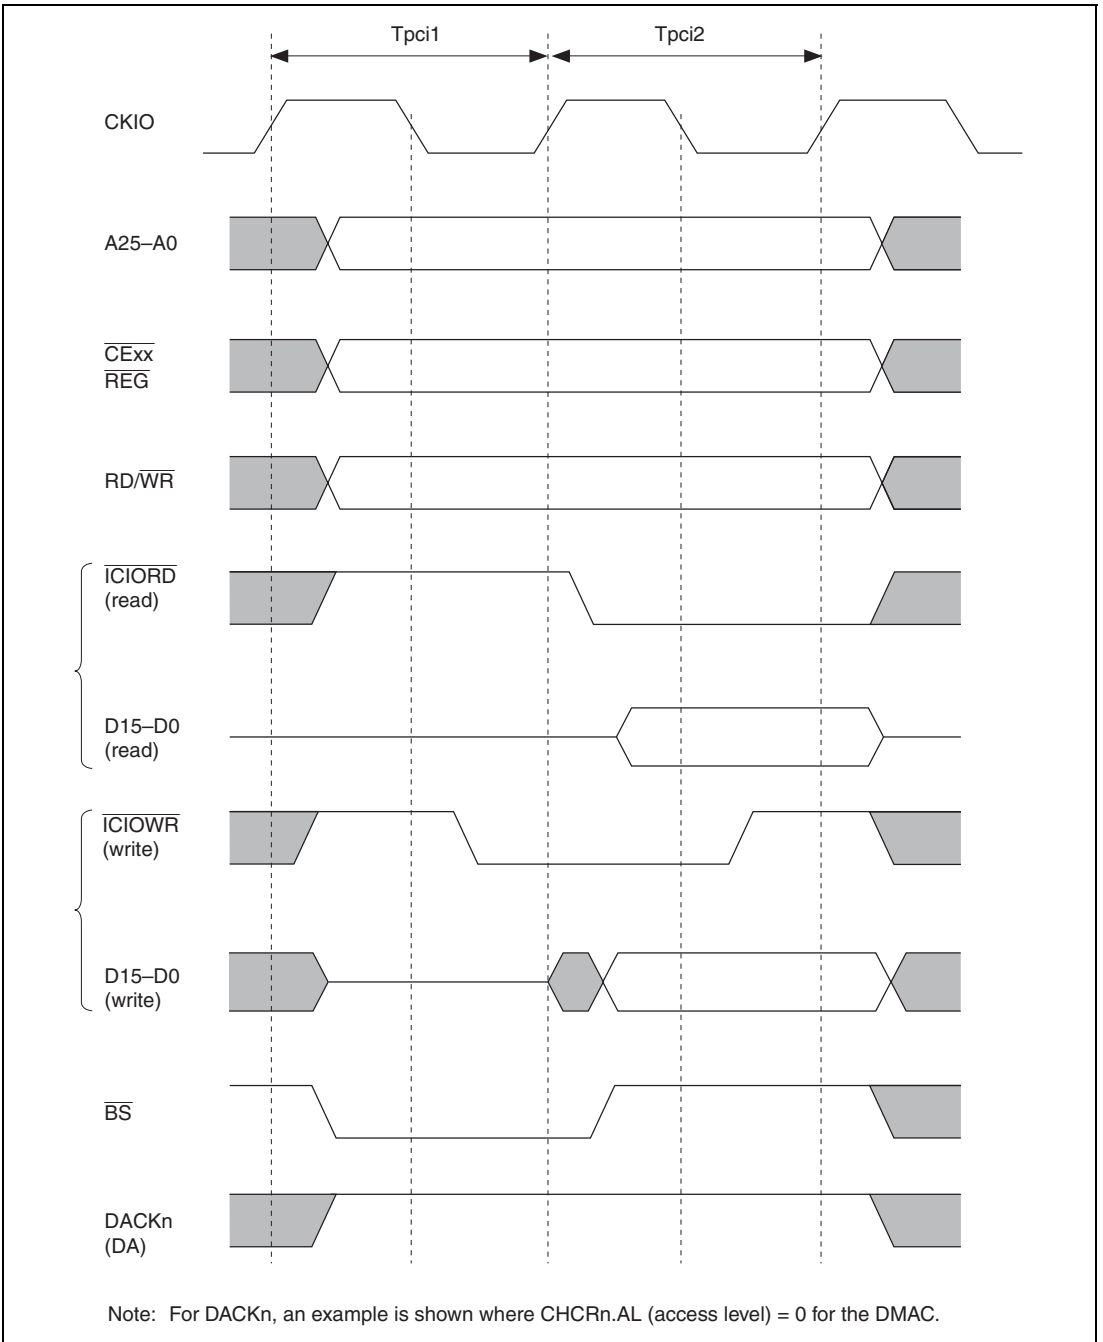 Tpci1 Tpci2
CKIO
A25–A0
CExx
REG
RD/WR
ICIORD
(read)
D15–D0
(read)
ICIOWR
(write)
D15–D0
(write)
BS
DACKn
(DA)
Note: For DACKn, an example is shown where CHCRn.AL (access level) = 0 for the DMAC.